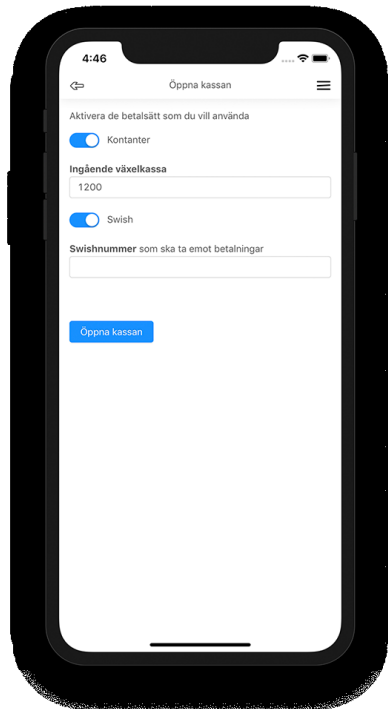 4:46
Öppna kassan
Aktivera de betalsätt som du vill använda
Kontanter
Ingående växelkassa
1200
Swish
Swishnummer som ska ta emot betalningar
Öppna kassan